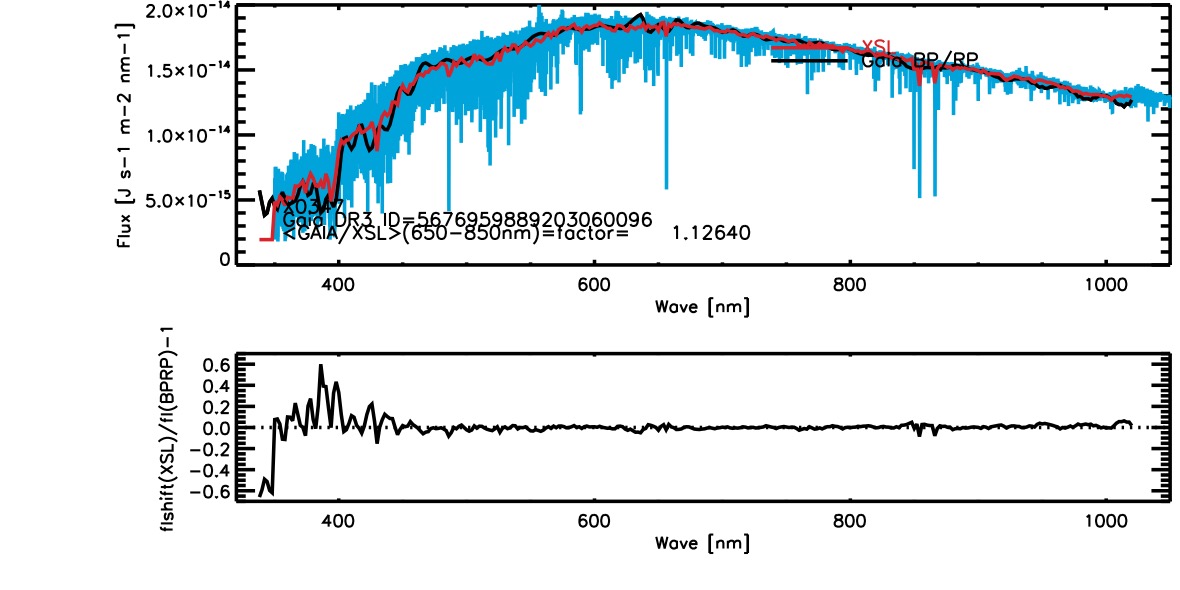 2.0×10−14
1.5×10−14
1.0×10−14
5.0×10−15
0
Flux [J s−1 m−2 nm−1]
XSL
Gaia BP/RP
X0347
Gaia DR3 ID=5676959889203060096
<GAIA/XSL>(650−850nm)=factor= 1.12640
400 600 800 1000
Wave [nm]
0.6
0.4
0.2
0.0
−0.2
−0.4
−0.6
flshift(XSL)/fl(BPRP)−1
400 600 800 1000
Wave [nm]